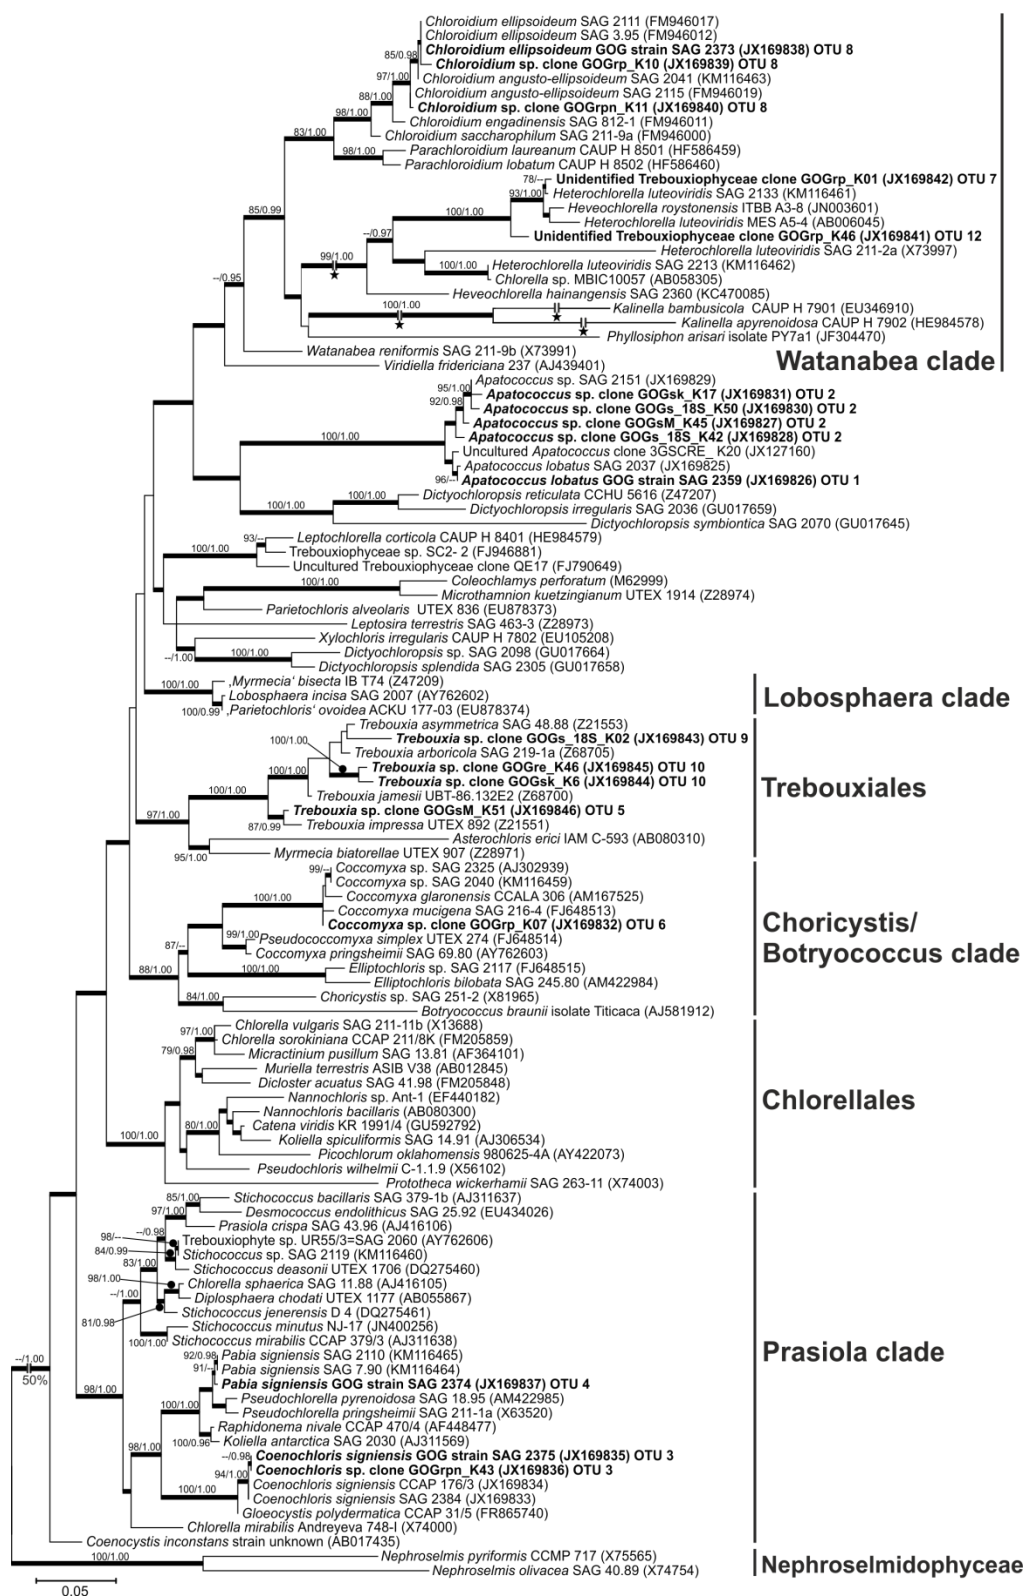 Chloroidium ellipsoideum SAG 2111 (FM946017)
Chloroidium ellipsoideum SAG 3.95 (FM946012)
85/0.98
Chloroidium ellipsoideum GOG strain SAG 2373 (JX169838) OTU 8
Chloroidium sp. clone GOGrp_K10 (JX169839) OTU 8
97/1.00
Chloroidium angusto-ellipsoideum SAG 2041 (KM116463)
Chloroidium angusto-ellipsoideum SAG 2115 (FM946019)
88/1.00
Chloroidium sp. clone GOGrpn_K11 (JX169840) OTU 8
98/1.00
Chloroidium engadinensis SAG 812-1 (FM946011)
83/1.00
Chloroidium saccharophilum SAG 211-9a (FM946000)
Parachloroidium laureanum CAUP H 8501 (HF586459)
98/1.00
Parachloroidium lobatum CAUP H 8502 (HF586460)
78/--
Unidentified Trebouxiophyceae clone GOGrp_K01 (JX169842) OTU 7
93/1.00
Heterochlorella luteoviridis SAG 2133 (KM116461)
85/0.99
Heveochlorella roystonensis ITBB A3-8 (JN003601)
100/1.00
Heterochlorella luteoviridis MES A5-4 (AB006045)
--/0.97
Unidentified Trebouxiophyceae clone GOGrp_K46 (JX169841) OTU 12
99/1.00
Heterochlorella luteoviridis SAG 211-2a (X73997)
Heterochlorella luteoviridis SAG 2213 (KM116462)
100/1.00
Chlorella sp. MBIC10057 (AB058305)
--/0.95
Heveochlorella hainangensis SAG 2360 (KC470085)
100/1.00
Kalinella bambusicola CAUP H 7901 (EU346910)
Kalinella apyrenoidosa CAUP H 7902 (HE984578)
Phyllosiphon arisari isolate PY7a1 (JF304470)
Watanabea reniformis SAG 211-9b (X73991)
Viridiella fridericiana 237 (AJ439401)
Watanabea clade
Apatococcus sp. SAG 2151 (JX169829)
95/1.00
Apatococcus sp. clone GOGsk_K17 (JX169831) OTU 2
92/0.98
Apatococcus sp. clone GOGs_18S_K50 (JX169830) OTU 2
Apatococcus sp. clone GOGsM_K45 (JX169827) OTU 2
100/1.00
Apatococcus sp. clone GOGs_18S_K42 (JX169828) OTU 2
Uncultured Apatococcus clone 3GSCRE_ K20 (JX127160)
Apatococcus lobatus SAG 2037 (JX169825)
96/--
Apatococcus lobatus GOG strain SAG 2359 (JX169826) OTU 1
100/1.00
Dictyochloropsis reticulata CCHU 5616 (Z47207)
100/1.00
Dictyochloropsis irregularis SAG 2036 (GU017659)
Dictyochloropsis symbiontica SAG 2070 (GU017645)
93/--
Leptochlorella corticola CAUP H 8401 (HE984579)
100/1.00
Trebouxiophyceae sp. SC2- 2 (FJ946881)
Uncultured Trebouxiophyceae clone QE17 (FJ790649)
100/1.00
Coleochlamys perforatum (M62999)
Microthamnion kuetzingianum UTEX 1914 (Z28974)
Parietochloris alveolaris UTEX 836 (EU878373)
Leptosira terrestris SAG 463-3 (Z28973)
Xylochloris irregularis CAUP H 7802 (EU105208)
--/1.00
100/1.00
Dictyochloropsis sp. SAG 2098 (GU017664)
Dictyochloropsis splendida SAG 2305 (GU017658)
100/1.00
‚Myrmecia‘ bisecta IB T74 (Z47209)
Lobosphaera incisa SAG 2007 (AY762602)
100/0.99
‚Parietochloris‘ ovoidea ACKU 177-03 (EU878374)
Lobosphaera clade
Trebouxia asymmetrica SAG 48.88 (Z21553)
100/1.00
Trebouxia sp. clone GOGs_18S_K02 (JX169843) OTU 9
Trebouxia arboricola SAG 219-1a (Z68705)
100/1.00
Trebouxia sp. clone GOGre_K46 (JX169845) OTU 10
Trebouxia sp. clone GOGsk_K6 (JX169844) OTU 10
100/1.00
Trebouxia jamesii UBT-86.132E2 (Z68700)
Trebouxia sp. clone GOGsM_K51 (JX169846) OTU 5
97/1.00
87/0.99
Trebouxia impressa UTEX 892 (Z21551)
Asterochloris erici IAM C-593 (AB080310)
95/1.00
Myrmecia biatorellae UTEX 907 (Z28971)
Trebouxiales
99/--
Coccomyxa sp. SAG 2325 (AJ302939)
Coccomyxa sp. SAG 2040 (KM116459)
100/1.00
Coccomyxa glaronensis CCALA 306 (AM167525)
Coccomyxa mucigena SAG 216-4 (FJ648513)
Coccomyxa sp. clone GOGrp_K07 (JX169832) OTU 6
87/--
99/1.00
Pseudococcomyxa simplex UTEX 274 (FJ648514)
Coccomyxa pringsheimii SAG 69.80 (AY762603)
88/1.00
100/1.00
Elliptochloris sp. SAG 2117 (FJ648515)
Elliptochloris bilobata SAG 245.80 (AM422984)
84/1.00
Choricystis sp. SAG 251-2 (X81965)
Botryococcus braunii isolate Titicaca (AJ581912)
Choricystis/
Botryococcus clade
Chlorella vulgaris SAG 211-11b (X13688)
97/1.00
Chlorella sorokiniana CCAP 211/8K (FM205859)
79/0.98
Micractinium pusillum SAG 13.81 (AF364101)
Muriella terrestris ASIB V38 (AB012845)
Dicloster acuatus SAG 41.98 (FM205848)
Nannochloris sp. Ant-1 (EF440182)
Nannochloris bacillaris (AB080300)
80/1.00
Catena viridis KR 1991/4 (GU592792)
100/1.00
Koliella spiculiformis SAG 14.91 (AJ306534)
Picochlorum oklahomensis 980625-4A (AY422073)
Pseudochloris wilhelmii C-1.1.9 (X56102)
Prototheca wickerhamii SAG 263-11 (X74003)
Chlorellales
85/1.00
Stichococcus bacillaris SAG 379-1b (AJ311637)
97/1.00
Desmococcus endolithicus SAG 25.92 (EU434026)
--/0.98
Prasiola crispa SAG 43.96 (AJ416106)
98/--
Trebouxiophyte sp. UR55/3=SAG 2060 (AY762606)
84/0.99
Stichococcus sp. SAG 2119 (KM116460)
83/1.00
Stichococcus deasonii UTEX 1706 (DQ275460)
98/1.00
Chlorella sphaerica SAG 11.88 (AJ416105)
--/1.00
Diplosphaera chodati UTEX 1177 (AB055867)
81/0.98
Stichococcus jenerensis D 4 (DQ275461)
Stichococcus minutus NJ-17 (JN400256)
100/1.00
Stichococcus mirabilis CCAP 379/3 (AJ311638)
92/0.98
Pabia signiensis SAG 2110 (KM116465)
--/1.00
50%
91/--
Pabia signiensis SAG 7.90 (KM116464)
Pabia signiensis GOG strain SAG 2374 (JX169837) OTU 4
98/1.00
100/1.00
Pseudochlorella pyrenoidosa SAG 18.95 (AM422985)
Pseudochlorella pringsheimii SAG 211-1a (X63520)
Raphidonema nivale CCAP 470/4 (AF448477)
100/0.96
Koliella antarctica SAG 2030 (AJ311569)
98/1.00
--/0.98
Coenochloris signiensis GOG strain SAG 2375 (JX169835) OTU 3
Coenochloris sp. clone GOGrpn_K43 (JX169836) OTU 3
94/1.00
Coenochloris signiensis CCAP 176/3 (JX169834)
100/1.00
Coenochloris signiensis SAG 2384 (JX169833)
Gloeocystis polydermatica CCAP 31/5 (FR865740)
Chlorella mirabilis Andreyeva 748-I (X74000)
Coenocystis inconstans strain unknown (AB017435)
Prasiola clade
100/1.00
Nephroselmis pyriformis CCMP 717 (X75565)
Nephroselmis olivacea SAG 40.89 (X74754)
Nephroselmidophyceae
0.05